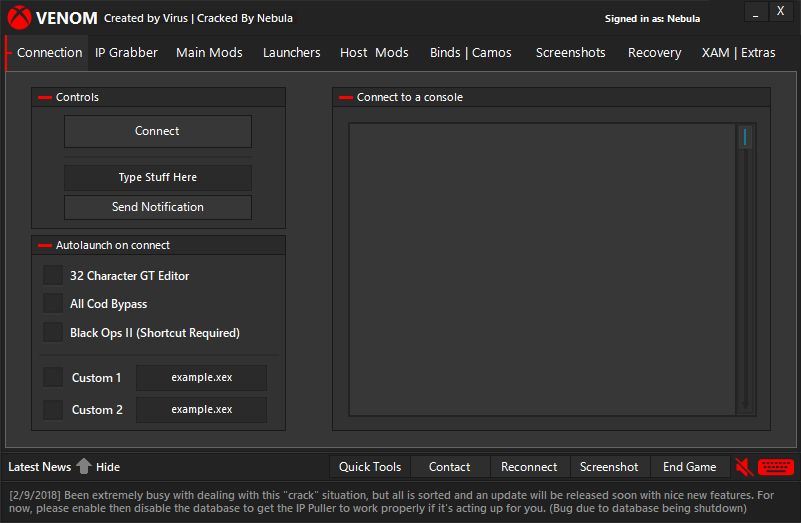 VENOM Created by Virus | Cracked By Nebula
Signed in as: Nebula
_ X
Connection IP Grabber Main Mods Launchers Host Mods Binds | Camos Screenshots Recovery XAM | Extras
Controls
Connect
Type Stuff Here
Send Notification
Autolaunch on connect
32 Character GT Editor
All Cod Bypass
Black Ops II (Shortcut Required)
Custom 1 example.xex
Custom 2 example.xex
Connect to a console
Latest News Hide
Quick Tools Contact Reconnect Screenshot End Game
[2/9/2018] Been extremely busy with dealing with this "crack" situation, but all is sorted and an update will be released soon with nice new features. For
now, please enable then disable the database to get the IP Puller to work properly if it's acting up for you. (Bug due to database being shutdown)